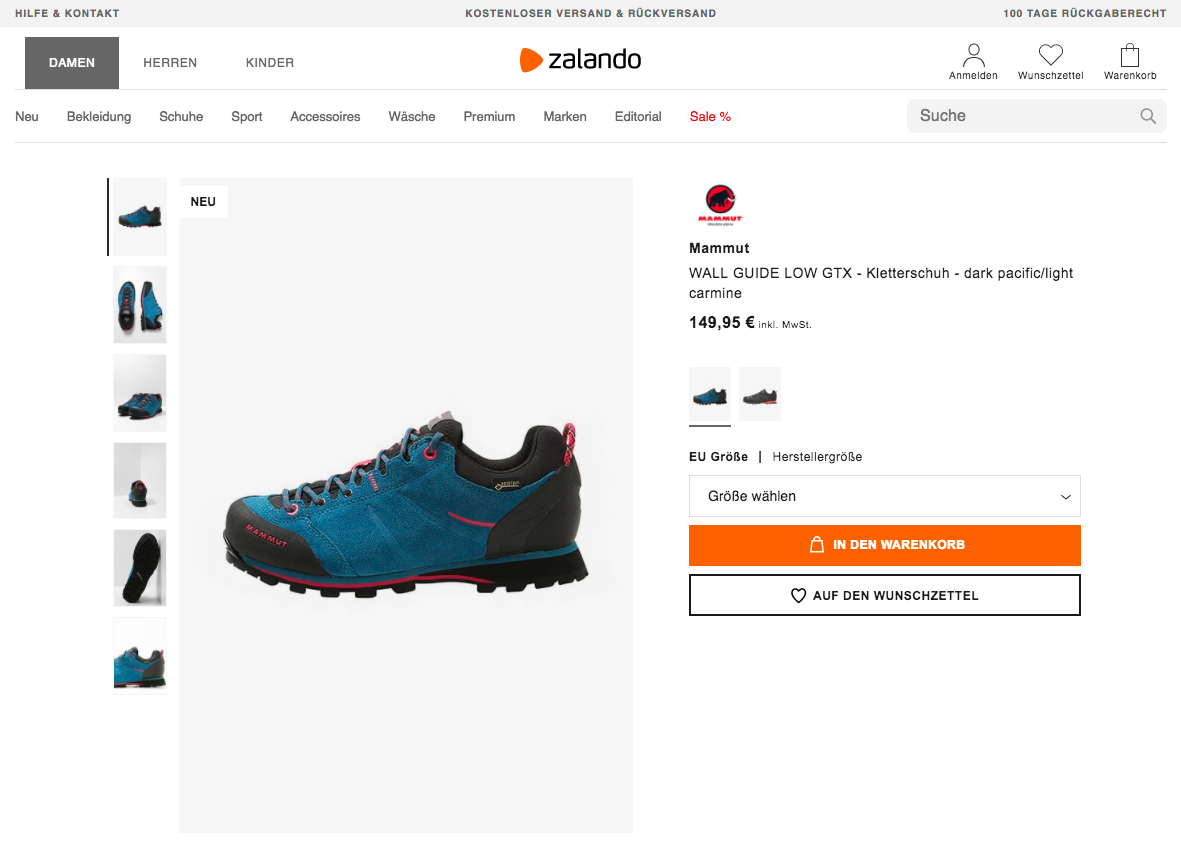 HILFE & KONTAKT
KOSTENLOSER VERSAND & RÜCKVERSAND
100 TAGE RÜCKGABERECHT
DAMEN
HERREN
KINDER
zalando
Anmelden
Wunschzettel
Warenkorb
Neu
Bekleidung
Schuhe
Sport
Accessoires
Wäsche
Premium
Marken
Editorial
Sale %
Suche
NEU
MAMMUT
MAMMUT
Mammut
WALL GUIDE LOW GTX - Kletterschuh - dark pacific/light
carmine
149,95 € inkl. MwSt.
EU Größe | Herstellergröße
Größe wählen
IN DEN WARENKORB
AUF DEN WUNSCHZETTEL